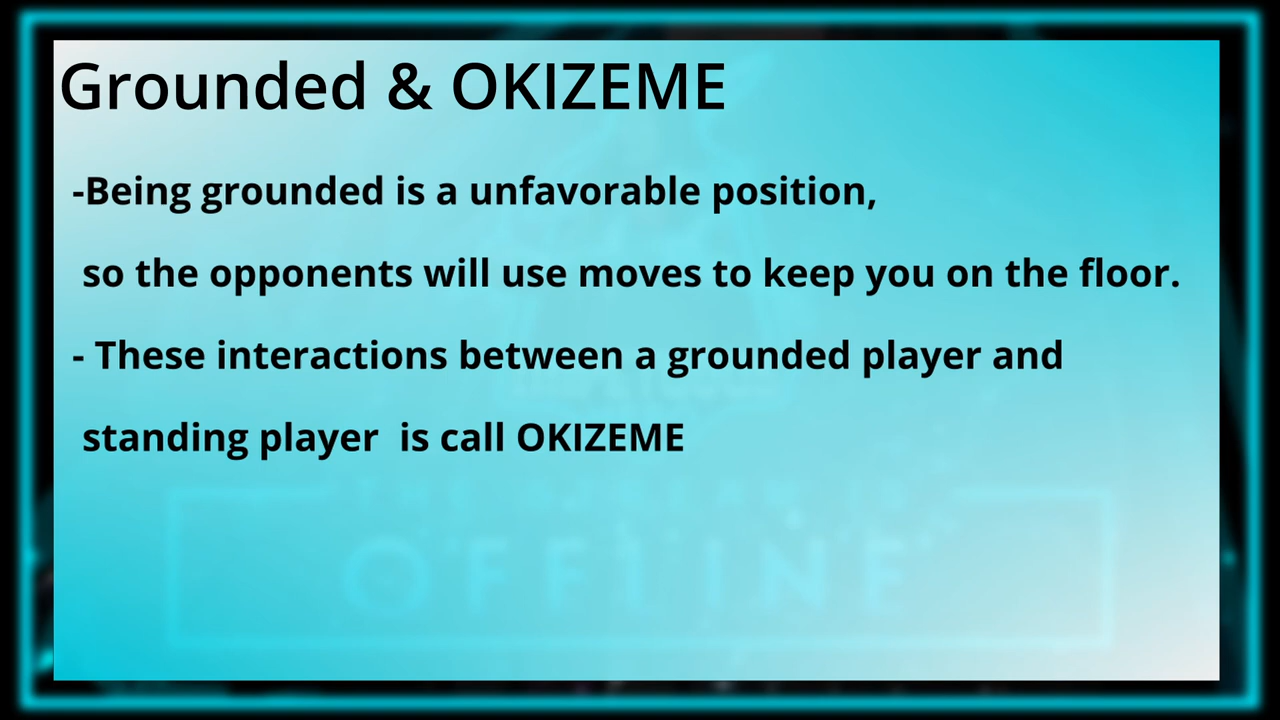 Grounded & OKIZEME
-Being grounded is a unfavorable position,
so the opponents will use moves to keep you on the floor.
- These interactions between a grounded player and
standing player  is call OKIZEME
OFFLINE